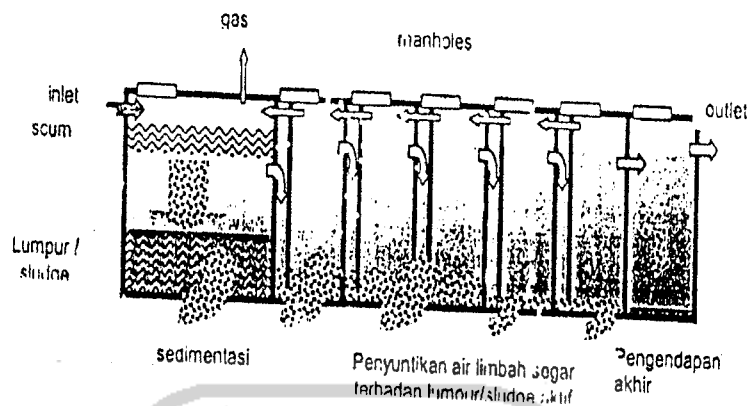 gas
manholes
inlet
outlet
scum
Lumpur /
sludge
sedimentasi
Penyuntikan air limbah segar
terhadap lumpur/sludge aktif
Pengendapan
akhir